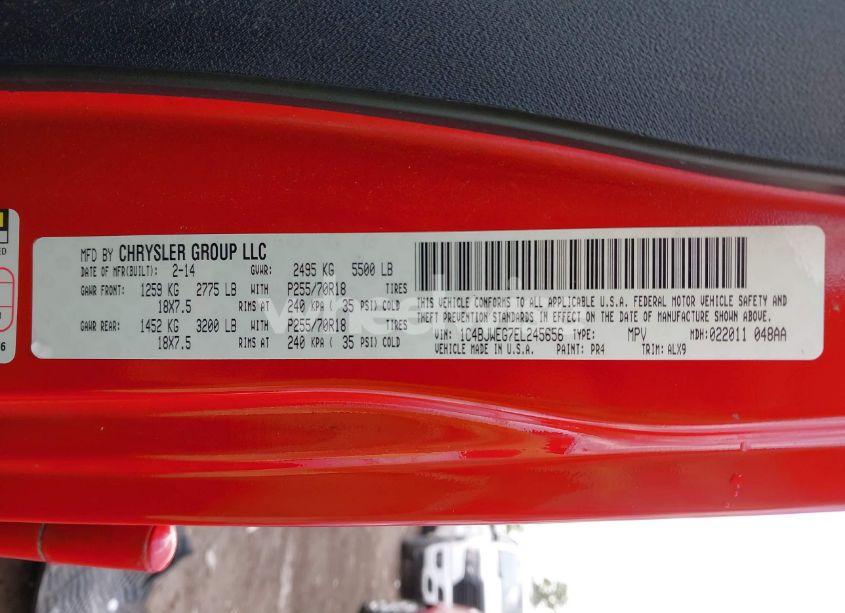 MFD BY CHRYSLER GROUP LLC
DATE OF MFR(BUILT): 2-14 GVWR: 2495 KG 5500 LB
GAWR FRONT: 1259 KG 2775 LB WITH P255/70R18 TIRES
18X7.5 RIMS AT 240 KPA ( 35 PSI) COLD
GAWR REAR: 1452 KG 3200 LB WITH P255/70R18 TIRES
18X7.5 RIMS AT 240 KPA ( 35 PSI) COLD
THIS VEHICLE CONFORMS TO ALL APPLICABLE U.S.A. FEDERAL MOTOR VEHICLE SAFETY AND
THEFT PREVENTION STANDARDS IN EFFECT ON THE DATE OF MANUFACTURE SHOWN ABOVE.
VIN: 1C4BJWEG7EL245656 TYPE: MPV MDH: 022011 048AA
VEHICLE MADE IN U.S.A. PAINT: PR4 TRIM: ALX9